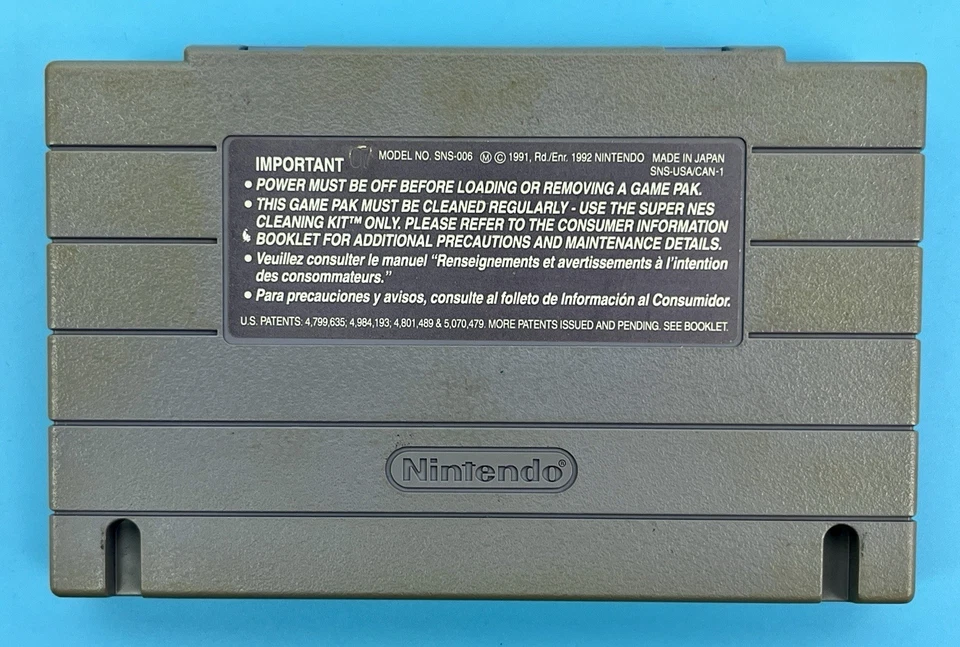 IMPORTANT MODEL NO. SNS-006 Ⓜ © 1991, Rd./Enr. 1992 NINTENDO MADE IN JAPAN
SNS-USA/CAN-1
• POWER MUST BE OFF BEFORE LOADING OR REMOVING A GAME PAK.
• THIS GAME PAK MUST BE CLEANED REGULARLY - USE THE SUPER NES
CLEANING KIT™ ONLY. PLEASE REFER TO THE CONSUMER INFORMATION
BOOKLET FOR ADDITIONAL PRECAUTIONS AND MAINTENANCE DETAILS.
• Veuillez consulter le manuel “Renseignements et avertissements à l'intention
des consommateurs.”
• Para precauciones y avisos, consulte al folleto de Información al Consumidor.
U.S. PATENTS: 4,799,635; 4,984,193; 4,801,489 & 5,070,479. MORE PATENTS ISSUED AND PENDING. SEE BOOKLET.
Nintendo®